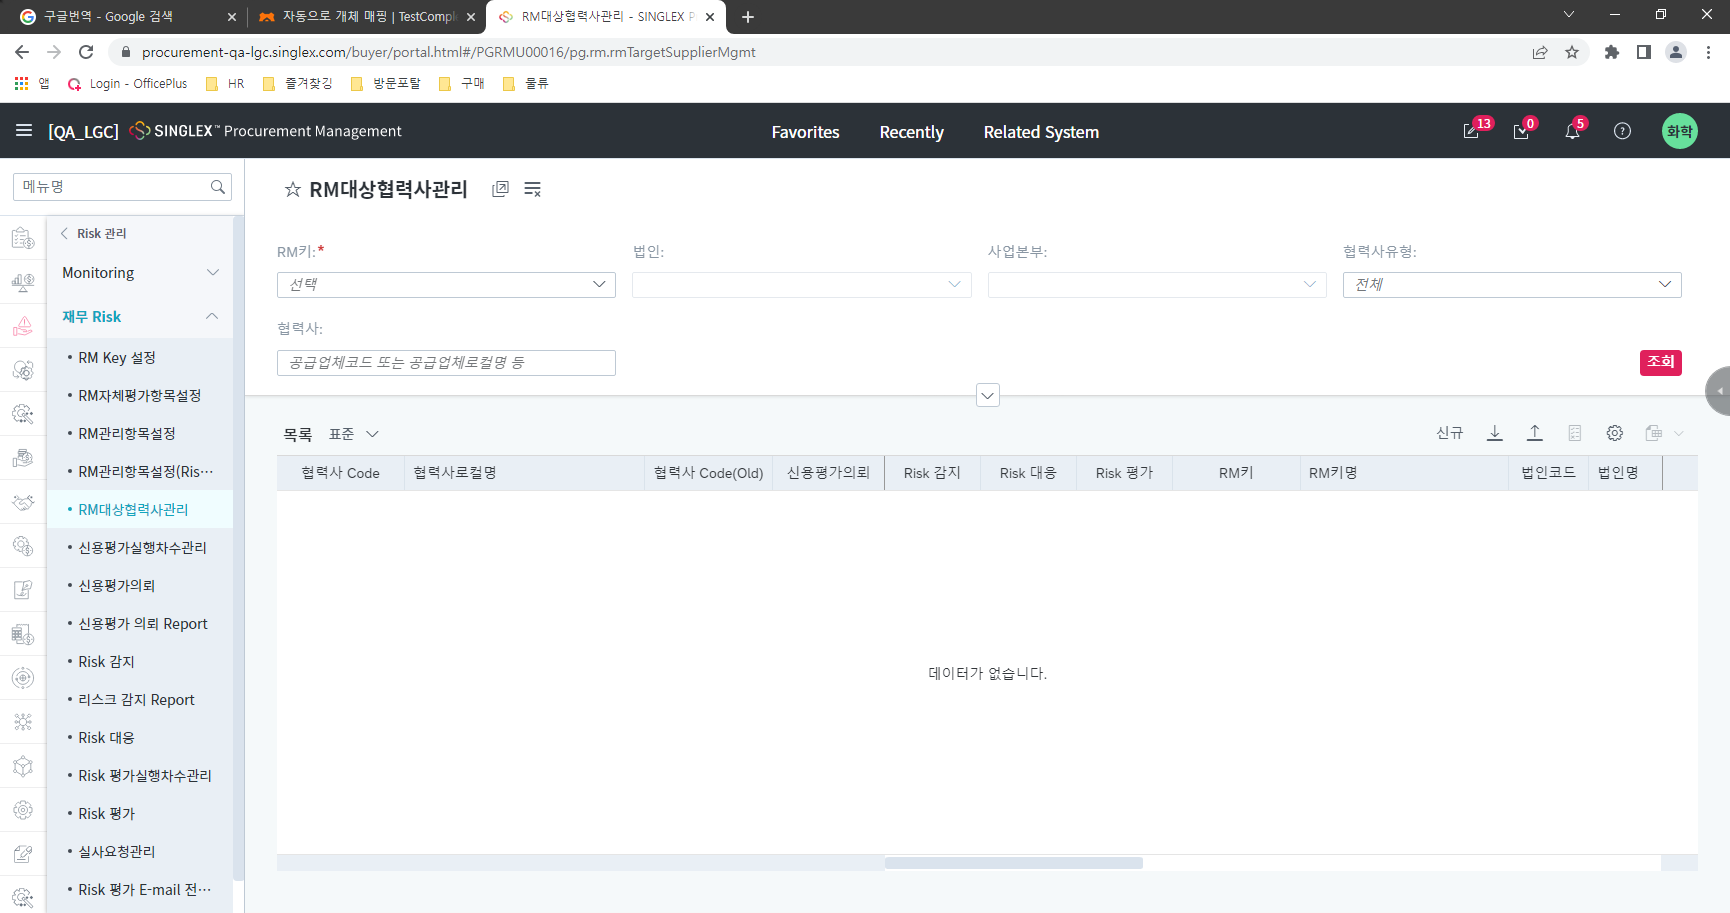 구글번역 - Google 검색
자동으로 개체 매핑 | TestComple
RM대상협력사관리 - SINGLEX P
procurement-qa-lgc.singlex.com/buyer/portal.html#/PGRMU00016/pg.rm.rmTargetSupplierMgmt
앱 Login - OfficePlus HR 즐겨찾깅 방문포탈 구매 물류
[QA_LGC] SINGLEX™ Procurement Management Favorites Recently Related System 13 0 5 화학
메뉴명
RM대상협력사관리
Risk 관리
Monitoring
재무 Risk
• RM Key 설정
• RM자체평가항목설정
• RM관리항목설정
• RM관리항목설정(Ris···
• RM대상협력사관리
• 신용평가실행차수관리
• 신용평가의뢰
• 신용평가 의뢰 Report
• Risk 감지
• 리스크 감지 Report
• Risk 대응
• Risk 평가실행차수관리
• Risk 평가
• 실사요청관리
• Risk 평가 E-mail 전···
RM키:* 법인: 사업본부: 협력사유형:
선택 전체
협력사:
공급업체코드 또는 공급업체로컬명 등
조회
목록 표준 신규
협력사 Code 협력사로컬명 협력사 Code(Old) 신용평가의뢰 Risk 감지 Risk 대응 Risk 평가 RM키 RM키명 법인코드 법인명
데이터가 없습니다.